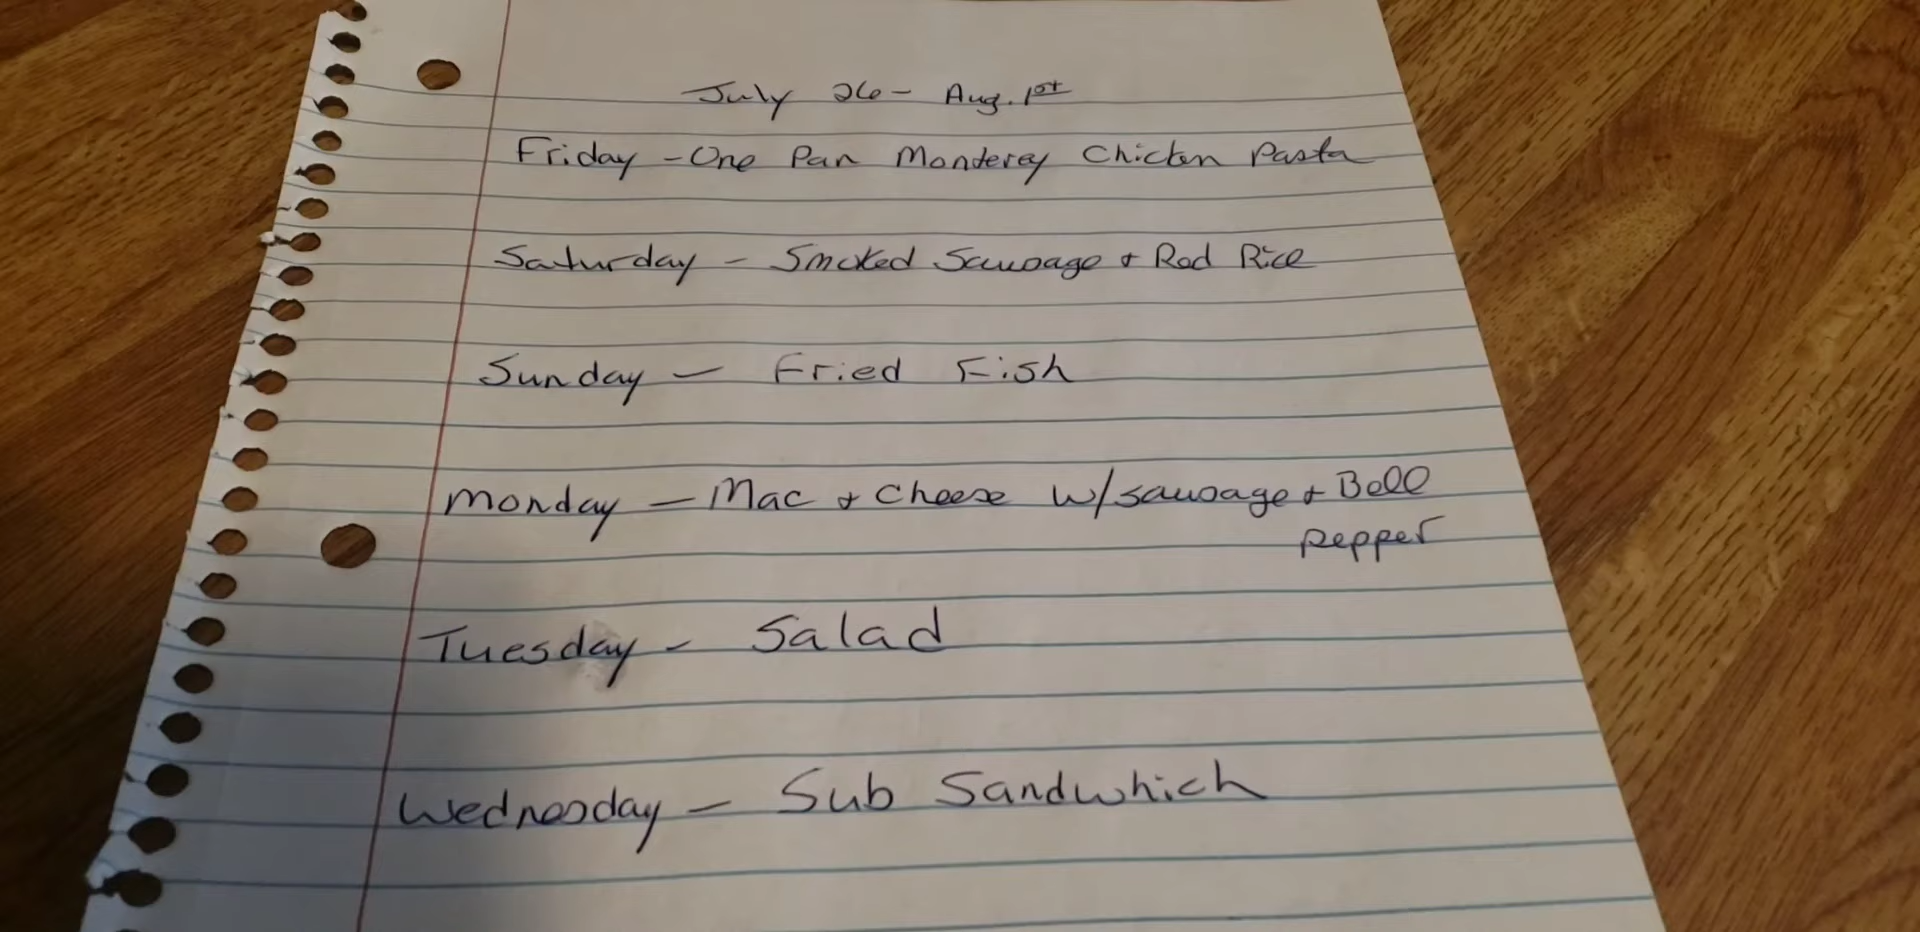 July 26 - Aug. 1st
Friday - One Pan Monterey Chicken Pasta
Saturday - Smoked Sausage + Red Rice
Sunday - Fried Fish
Monday - Mac + Cheese w/sausage + Bell
pepper
Tuesday - Salad
Wednesday - Sub Sandwhich